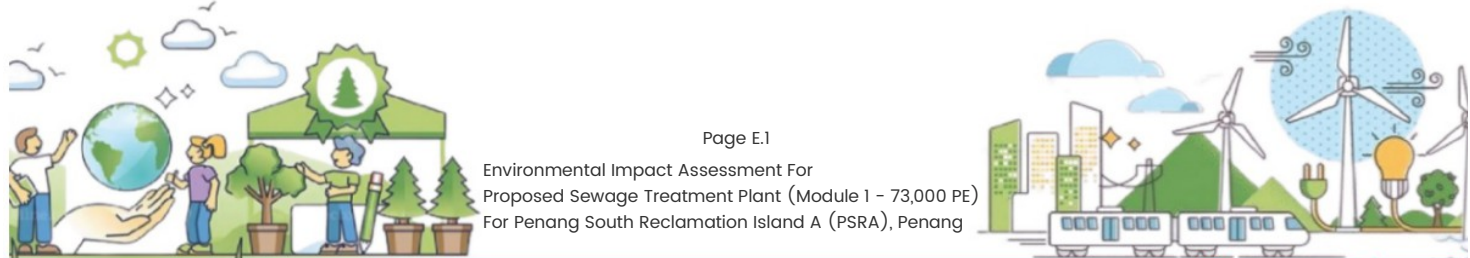 Page E.1
Environmental Impact Assessment For
Proposed Sewage Treatment Plant (Module 1 - 73,000 PE)
For Penang South Reclamation Island A (PSRA), Penang